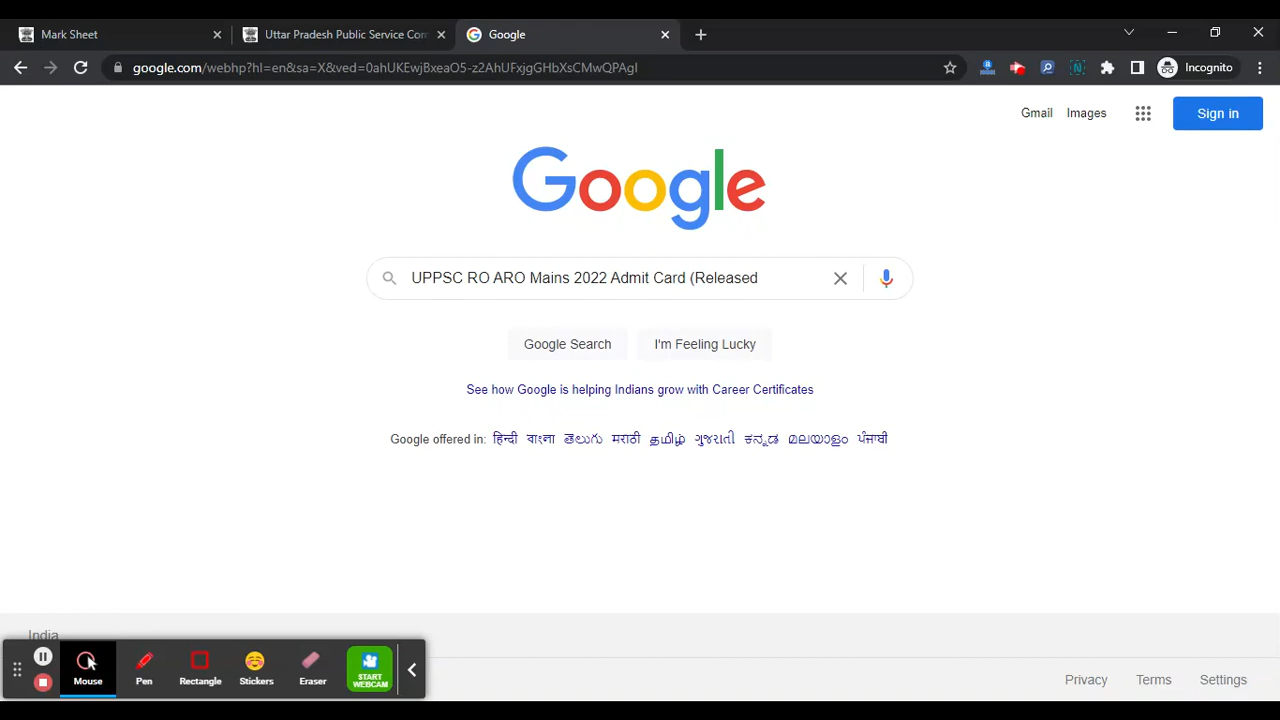 Mark Sheet
Uttar Pradesh Public Service Com
Google
google.com/webhp?hl=en&sa=X&ved=0ahUKEwjBxeaO5-z2AhUFxjgGHbXsCMwQPAgI
Incognito
Gmail Images Sign in
Google
UPPSC RO ARO Mains 2022 Admit Card (Released
Google Search I'm Feeling Lucky
See how Google is helping Indians grow with Career Certificates
Google offered in: हिन्दी বাংলা తెలుగు मराठी தமிழ் ગુજરાતી ಕನ್ನಡ മലയാളം ਪੰਜਾਬੀ
India
Mouse Pen Rectangle Stickers Eraser START WEBCAM
Privacy Terms Settings